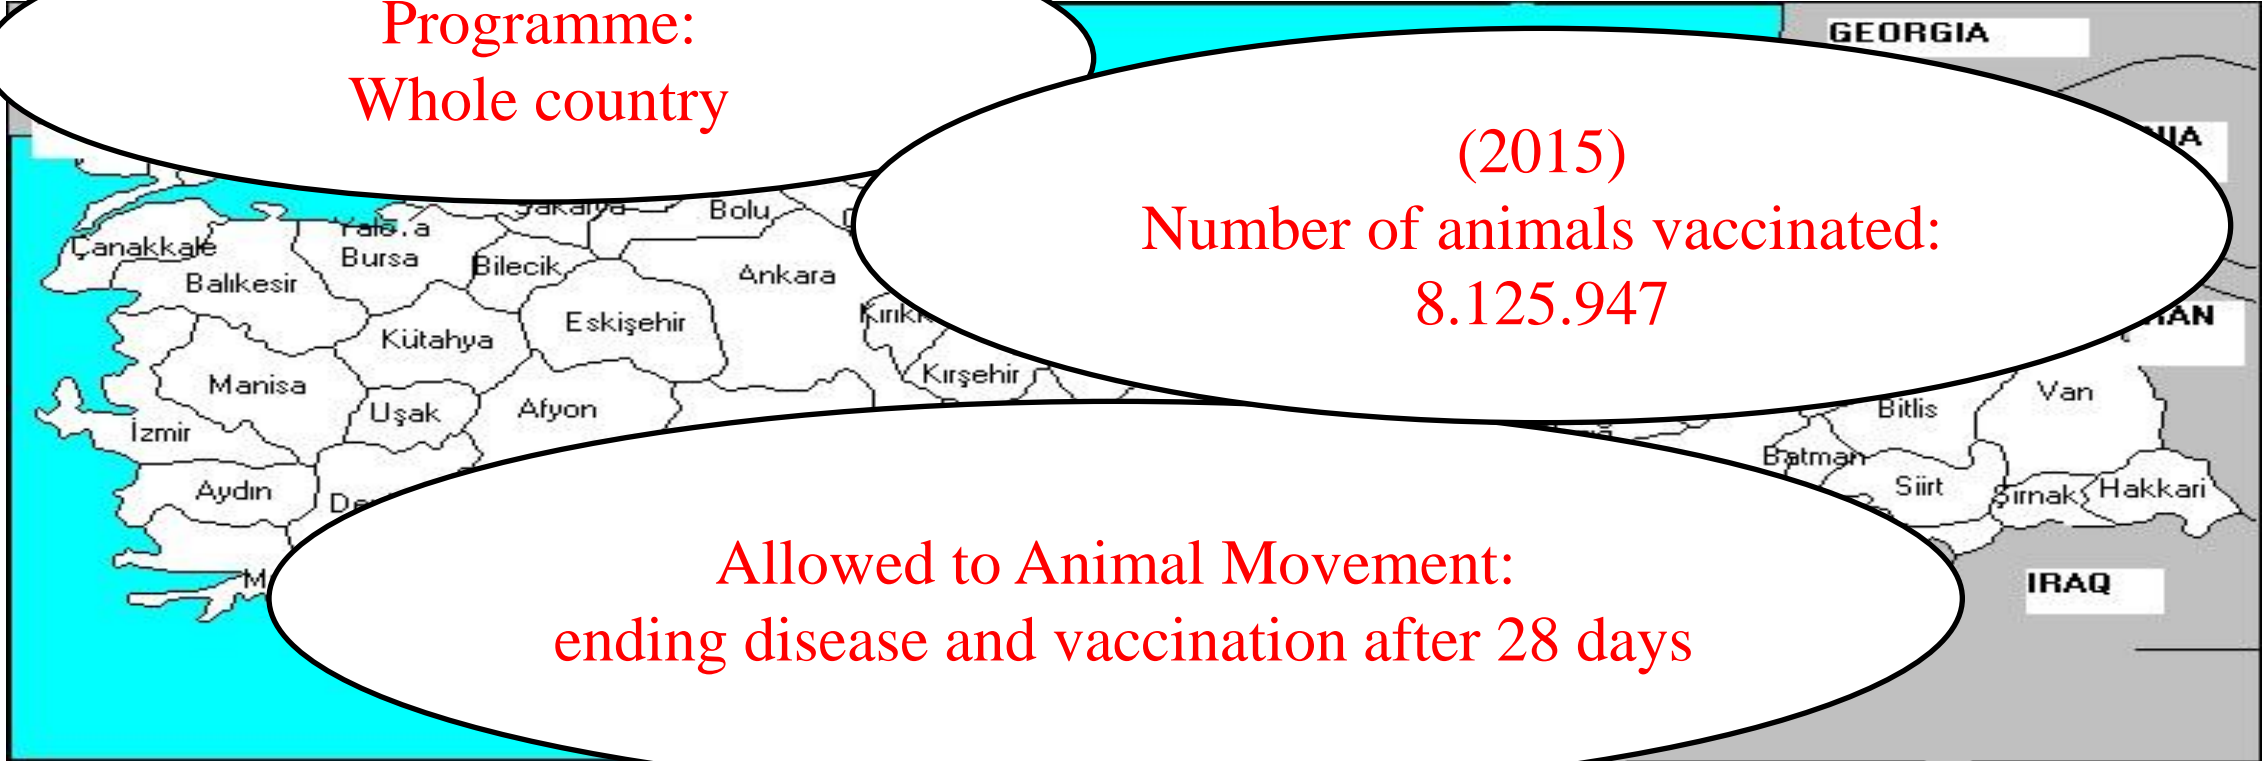 Programme:
Whole country
GEORGIA
(2015)
Number of animals vaccinated:
8.125.947
Bolu
Çanakkale
Bursa
Bilecik
Ankara
Balıkesir
Eskişehir
Kütahya
Manisa
Kırşehir
Uşak
Afyon
Van
Bitlis
İzmir
Batman
Aydın
Siirt
Şırnak
Hakkari
Allowed to Animal Movement:
ending disease and vaccination after 28 days
IRAQ